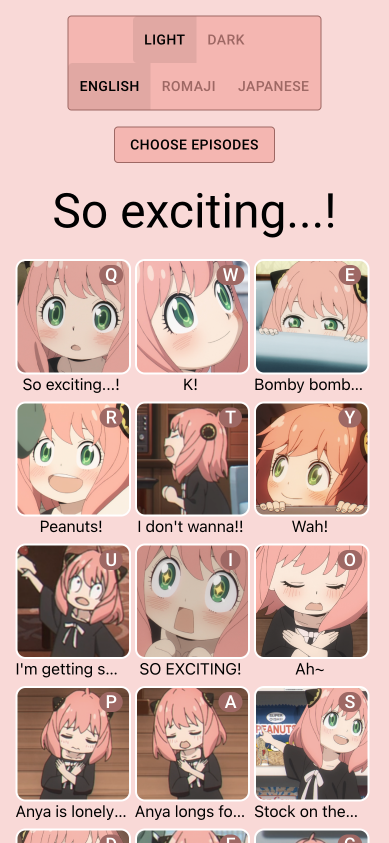 LIGHT DARK
ENGLISH ROMAJI JAPANESE
CHOOSE EPISODES
So exciting...!
Q W E
So exciting...! K! Bomby bomb...
R T Y
Peanuts! I don't wanna!! Wah!
U I O
I'm getting s... SO EXCITING! Ah~
P A S
PEANUTS
Anya is lonely... Anya longs fo... Stock on the...